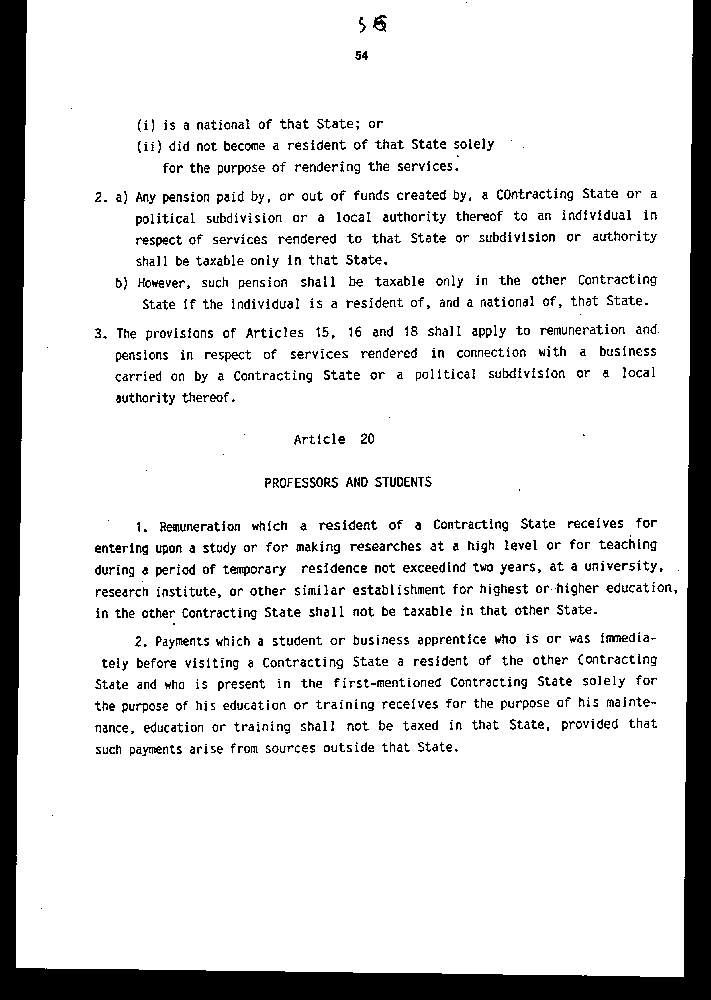 54
(i) is a national of that State; or
(ii) did not become a resident of that State solely
for the purpose of rendering the services.
2. a) Any pension paid by, or out of funds created by, a COntracting State or a
political subdivision or a local authority thereof to an individual in
respect of services rendered to that State or subdivision or authority
shall be taxable only in that State.
b) However, such pension shall be taxable only in the other Contracting
State if the individual is a resident of, and a national of, that State.
3. The provisions of Articles 15, 16 and 18 shall apply to remuneration and
pensions in respect of services rendered in connection with a business
carried on by a Contracting State or a political subdivision or a local
authority thereof.
Article 20
PROFESSORS AND STUDENTS
1. Remuneration which a resident of a Contracting State receives for
entering upon a study or for making researches at a high level or for teaching
during a period of temporary residence not exceedind two years, at a university,
research institute, or other similar establishment for highest or higher education,
in the other Contracting State shall not be taxable in that other State.
2. Payments which a student or business apprentice who is or was immedia-
tely before visiting a Contracting State a resident of the other Contracting
State and who is present in the first-mentioned Contracting State solely for
the purpose of his education or training receives for the purpose of his mainte-
nance, education or training shall not be taxed in that State, provided that
such payments arise from sources outside that State.